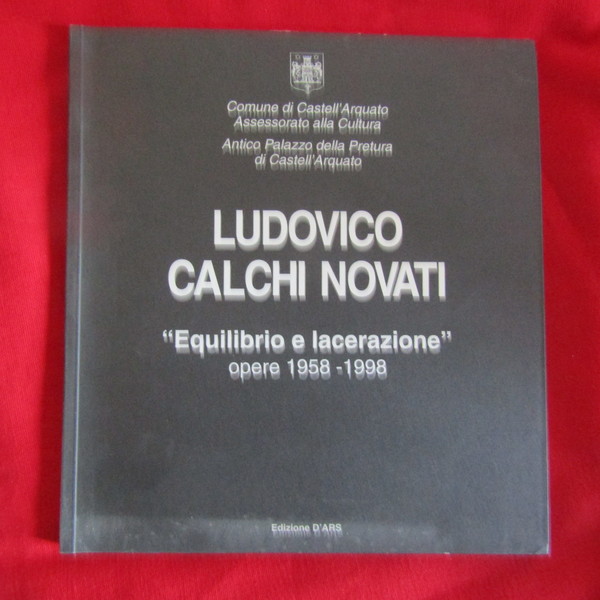 Comune di Castell'Arquato
Assessorato alla Cultura
Antico Palazzo della Pretura
di Castell'Arquato
LUDOVICO
CALCHI NOVATI
“Equilibrio e lacerazione”
opere 1958 -1998
Edizione D'ARS